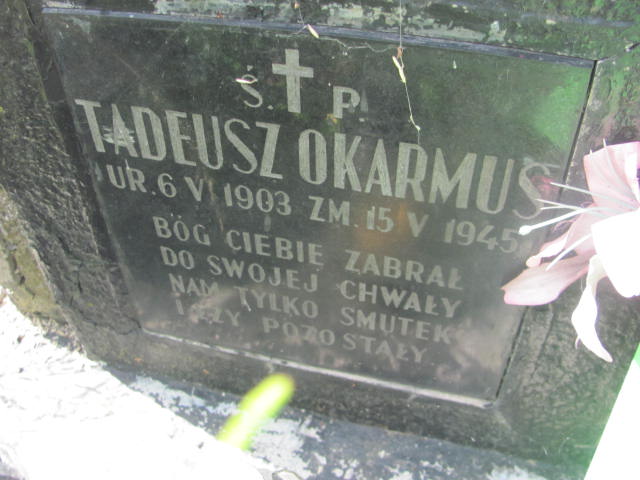 Ś. P.
TADEUSZ OKARMUS
UR. 6 V 1903 ZM. 15 V 1945
BÓG CIEBIE ZABRAŁ
DO SWOJEJ CHWAŁY
NAM TYLKO SMUTEK
I ŁZY POZOSTAŁY